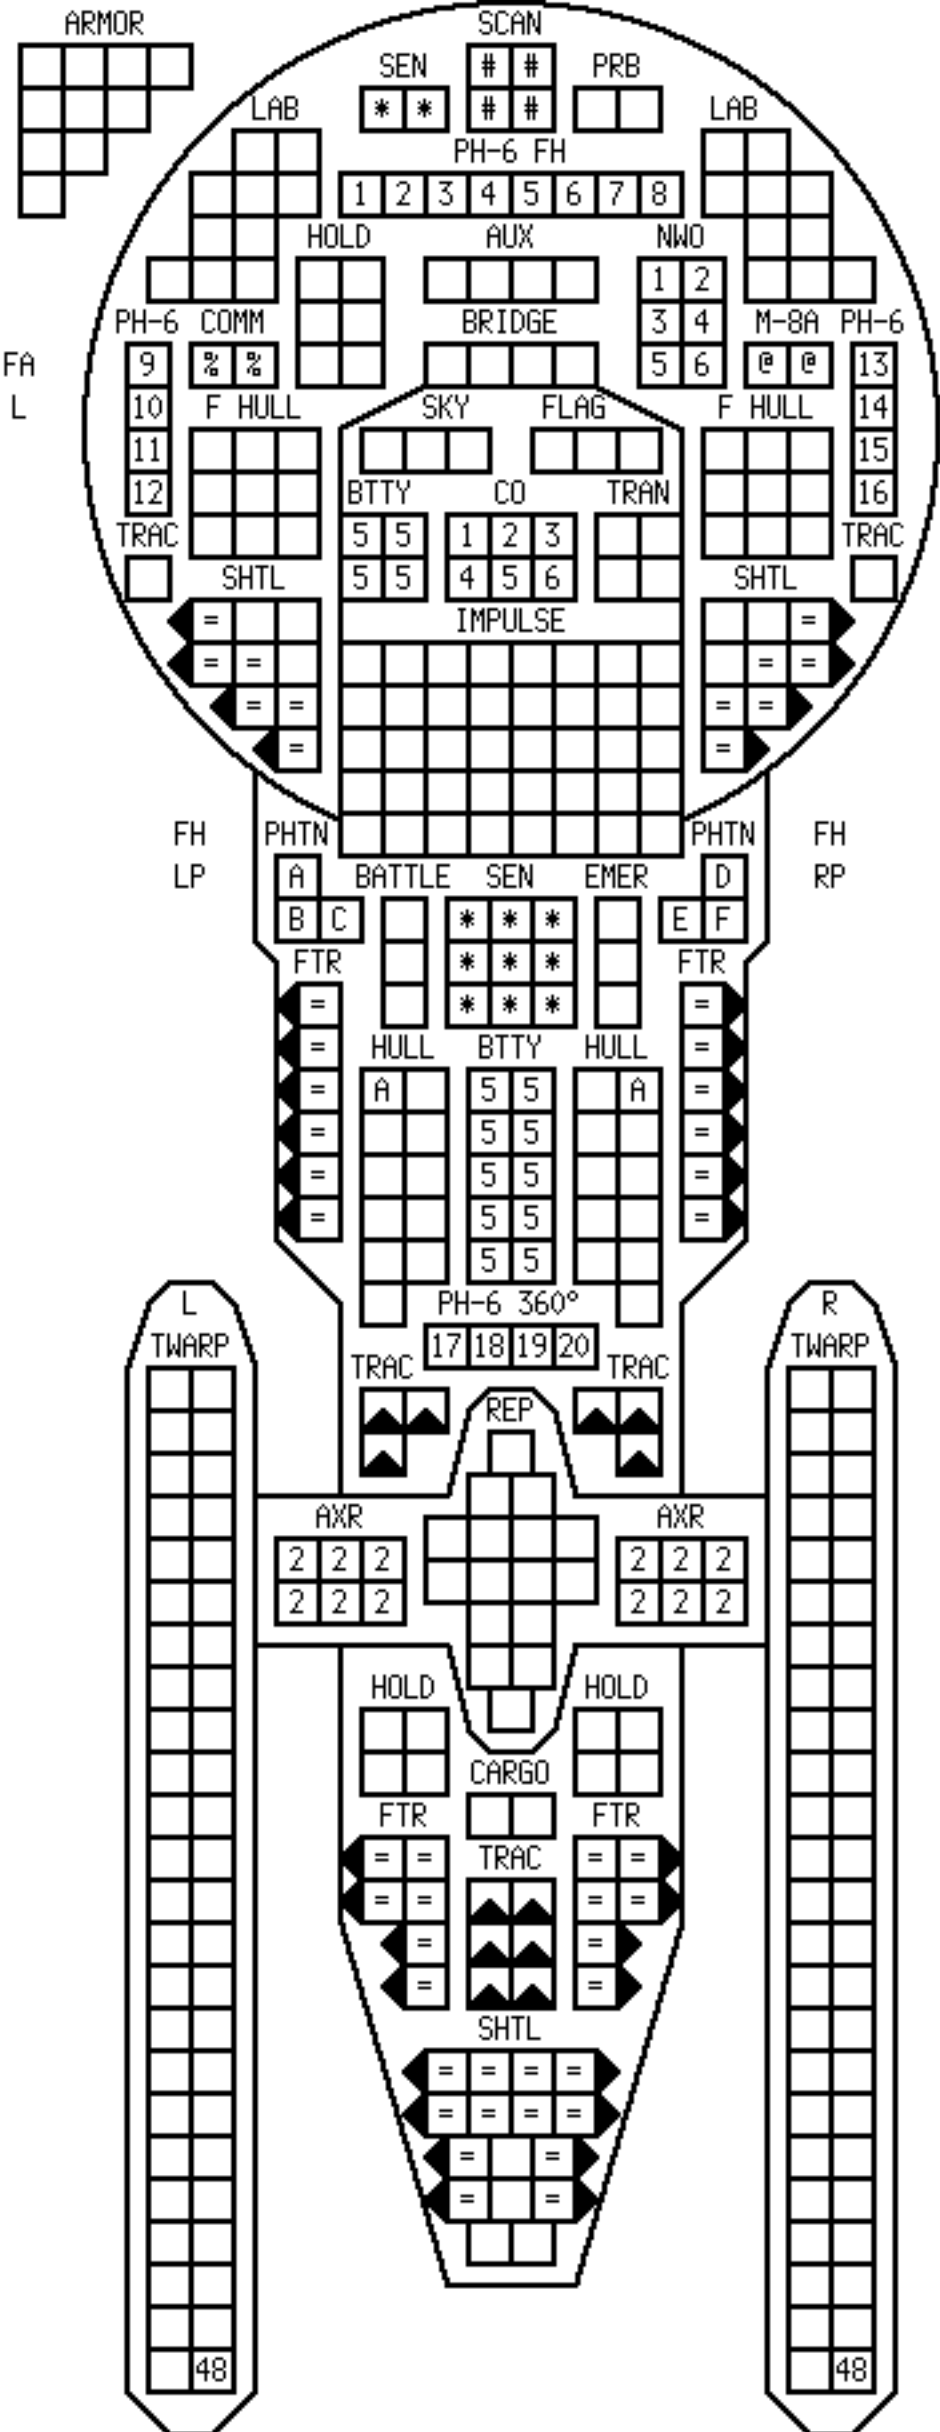 ARMOR SCAN
SEN # # PRB
* * # #
LAB LAB
PH-6 FH
1 2 3 4 5 6 7 8
HOLD AUX NWO
1 2
PH-6 COMM BRIDGE 3 4 M-8A PH-6
FA 9 % % 5 6 @ @ 13
L 10 F HULL SKY FLAG F HULL 14
11 15
12 BTTY CO TRAN 16
TRAC 5 5 1 2 3 TRAC
SHTL 5 5 4 5 6 SHTL
= IMPULSE =
= = = =
= = = =
= =
FH PHTN PHTN FH
LP A BATTLE SEN EMER D RP
B C * * * E F
FTR * * * FTR
= * * * =
= HULL BTTY HULL =
= A 5 5 A =
= 5 5 =
= 5 5 =
= 5 5 =
5 5
L PH-6 360° R
TWARP 17 18 19 20 TWARP
TRAC TRAC
REP
AXR AXR
2 2 2 2 2 2
2 2 2 2 2 2
HOLD HOLD
CARGO
FTR FTR
= = TRAC = =
= = = =
= =
= =
SHTL
= = = =
= = = =
= =
= =
48 48